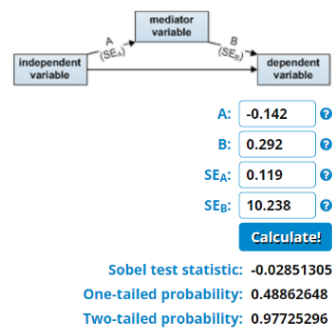 mediator
variable
A
(SEA)
B
(SEB)
independent
variable
dependent
variable
A: -0.142 ?
B: 0.292 ?
SEA: 0.119 ?
SEB: 10.238 ?
Calculate!
Sobel test statistic: -0.02851305
One-tailed probability: 0.48862648
Two-tailed probability: 0.97725296